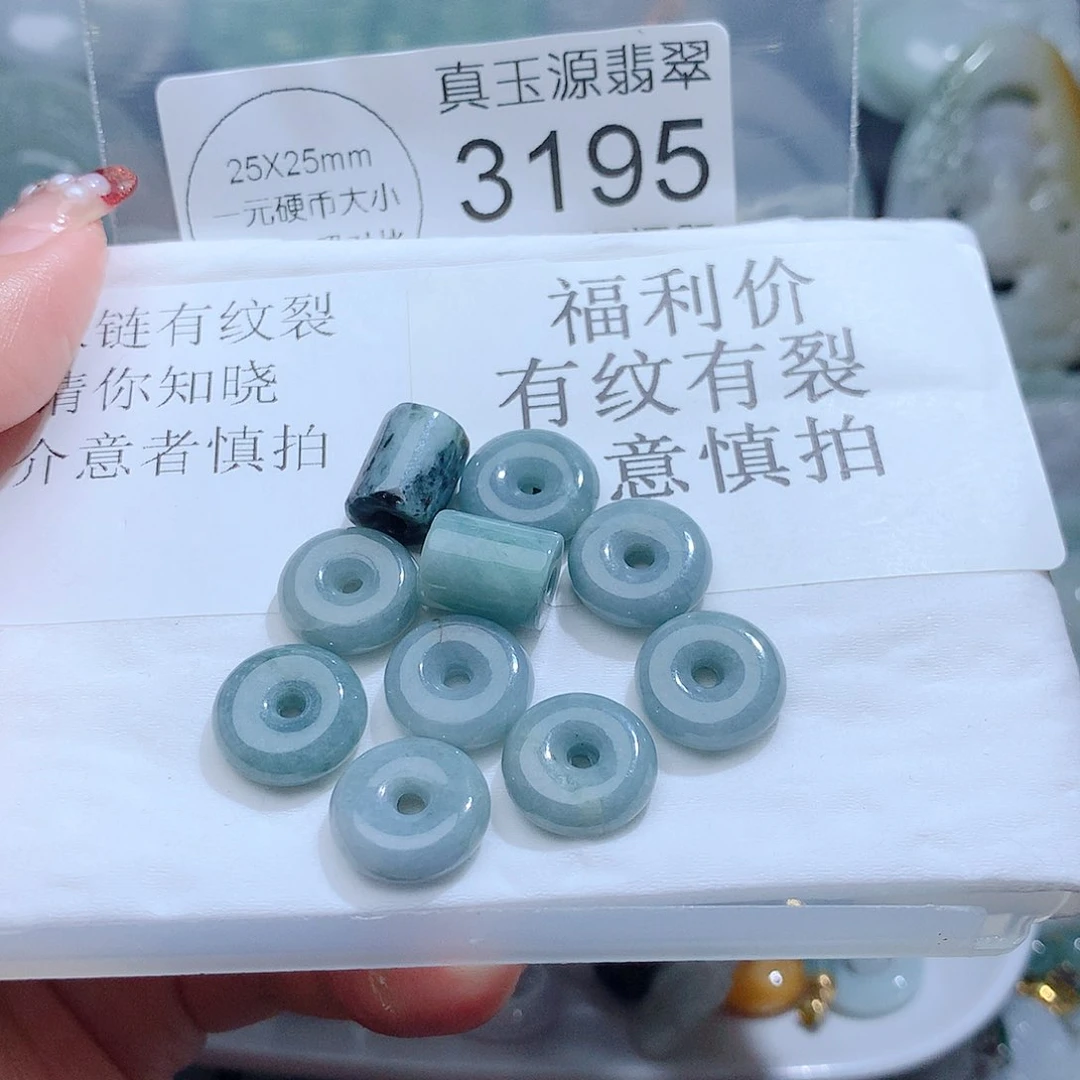 真玉源翡翠
3195
25X25mm
一元硬币大小
链有纹裂
请你知晓
介意者慎拍
福利价
有纹有裂
意慎拍